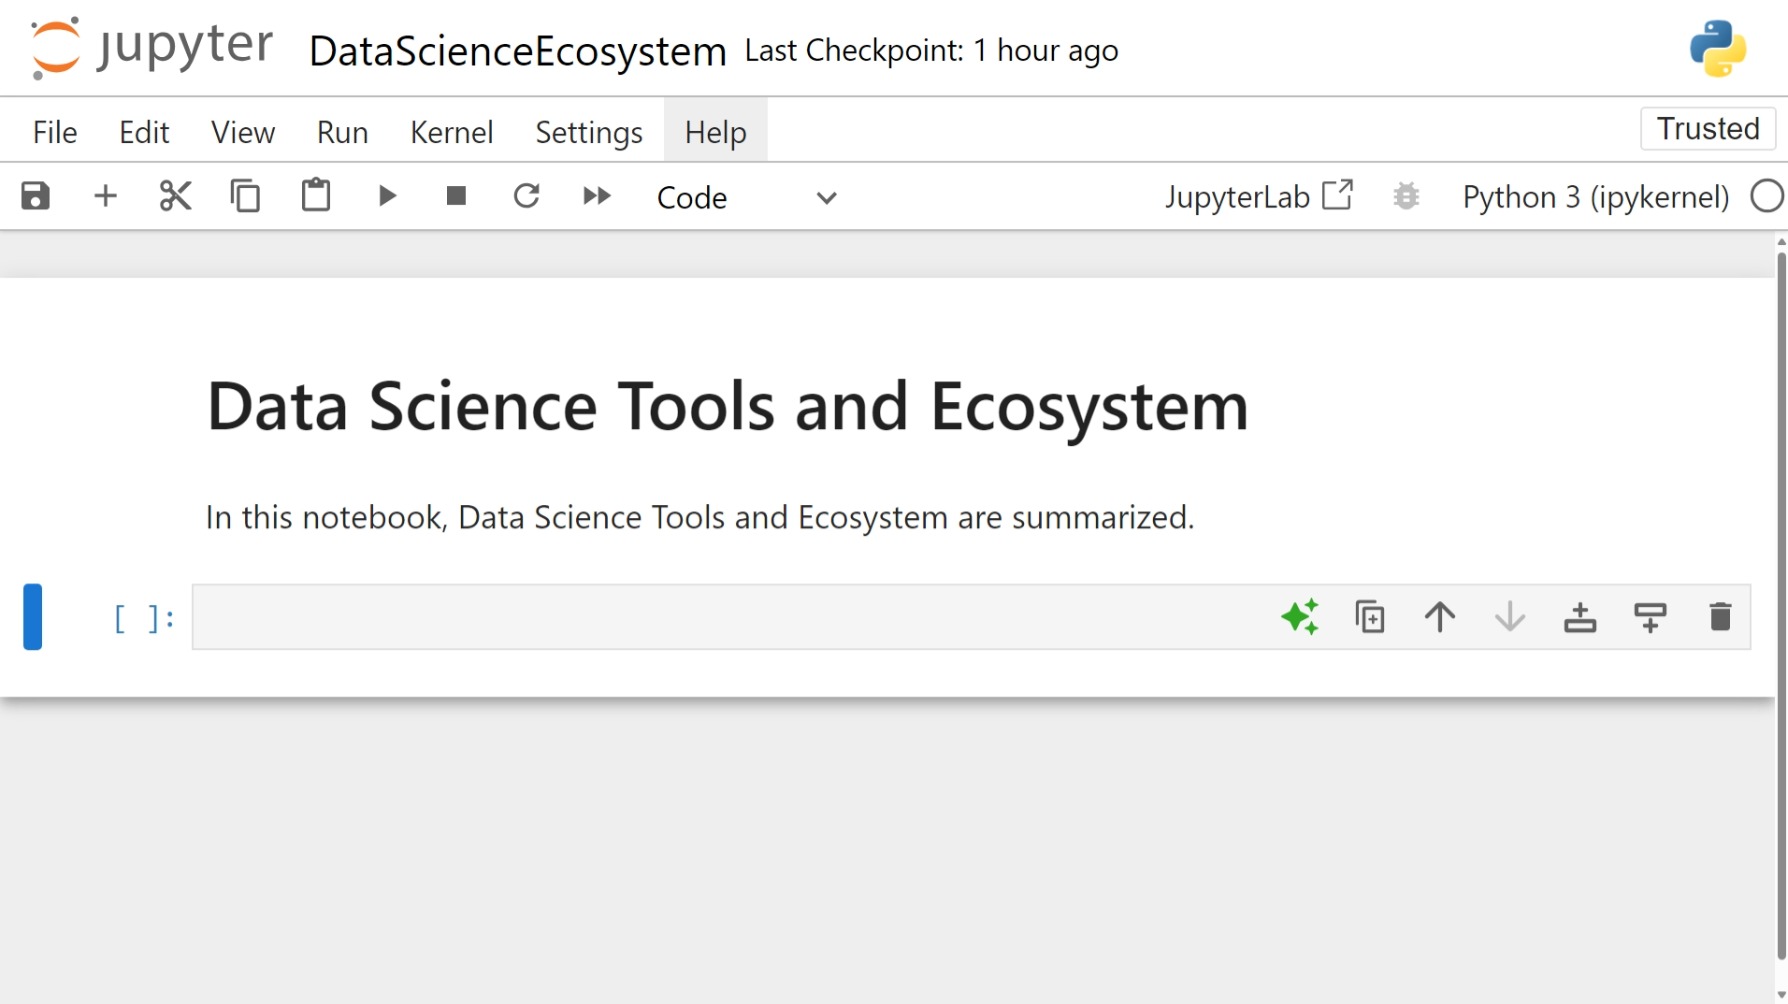 jupyter DataScienceEcosystem Last Checkpoint: 1 hour ago
File Edit View Run Kernel Settings Help Trusted
Code JupyterLab Python 3 (ipykernel)
Data Science Tools and Ecosystem
In this notebook, Data Science Tools and Ecosystem are summarized.
[ ]: